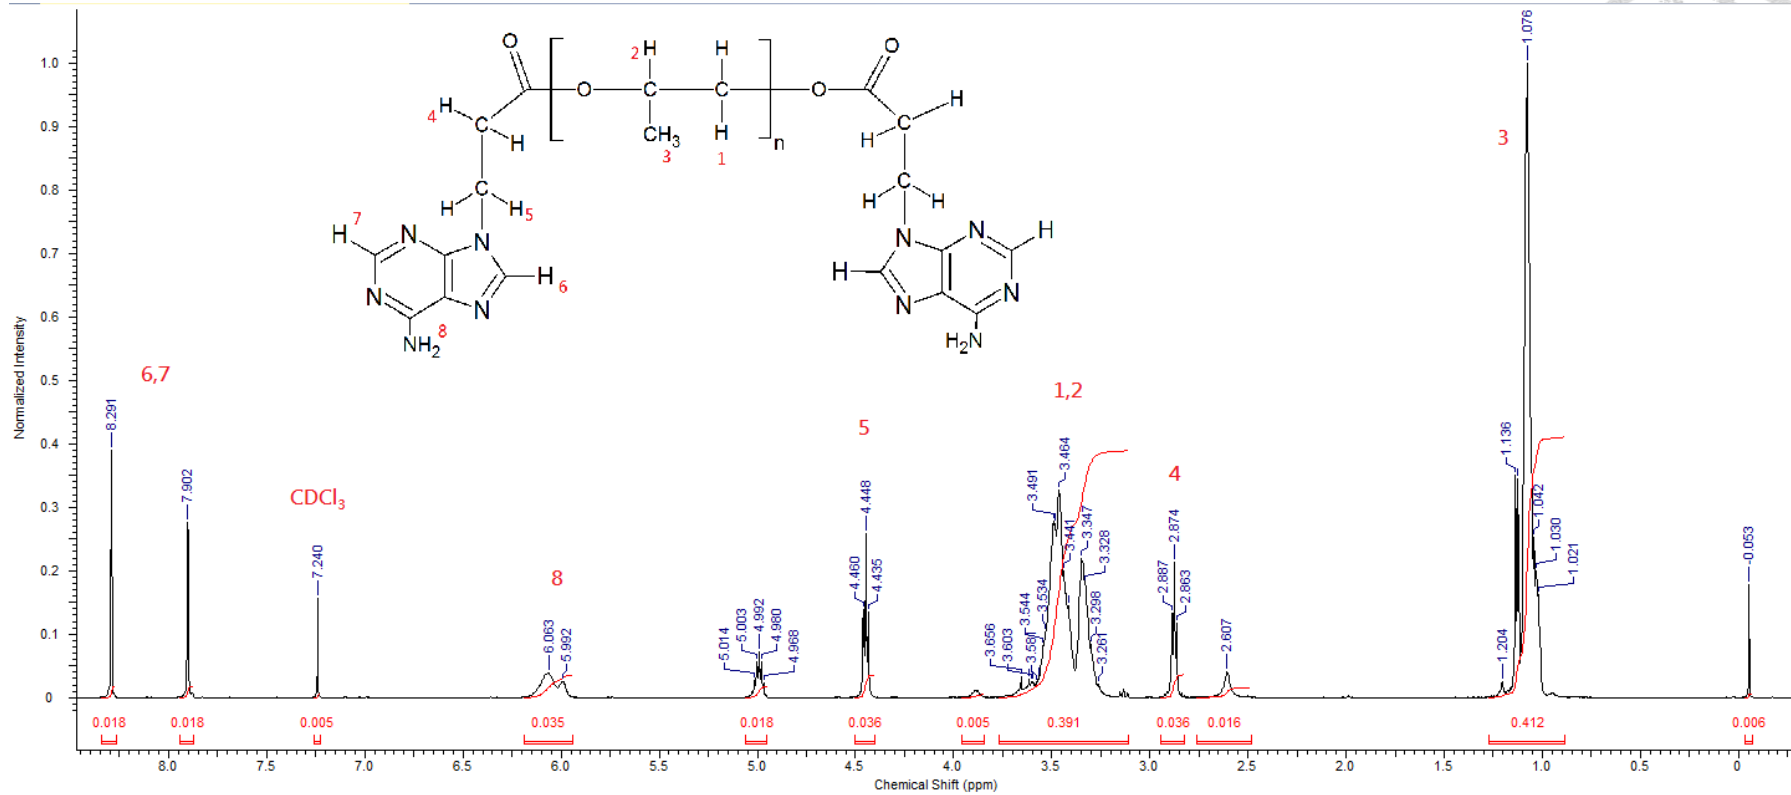 1.076
O
O
2 H
H
O
O
n
H
4
H
C
H
CH3
3
H
1
H
C
H
3
H
C
H
5
H
C
H
7
H
N
N
H
6
N
N
8
NH2
N
N
H
H
N
N
H2N
1.0
0.9
0.8
0.7
0.6
0.5
0.4
0.3
0.2
0.1
0
Normalized Intensity
6,7
8.291
7.902
CDCl3
7.240
8
6.063
5.992
5.014
5.003
4.992
4.980
4.968
5
4.460
4.448
4.435
1,2
3.656
3.603
3.581
3.544
3.534
3.491
3.464
3.441
3.347
3.328
3.298
3.261
4
2.887
2.874
2.863
2.607
1.204
1.136
1.042
1.030
1.021
-0.053
0.018 0.018 0.005 0.035 0.018 0.036 0.005 0.391 0.036 0.016 0.412 0.006
8.0 7.5 7.0 6.5 6.0 5.5 5.0 4.5 4.0 3.5 3.0 2.5 2.0 1.5 1.0 0.5 0
Chemical Shift (ppm)